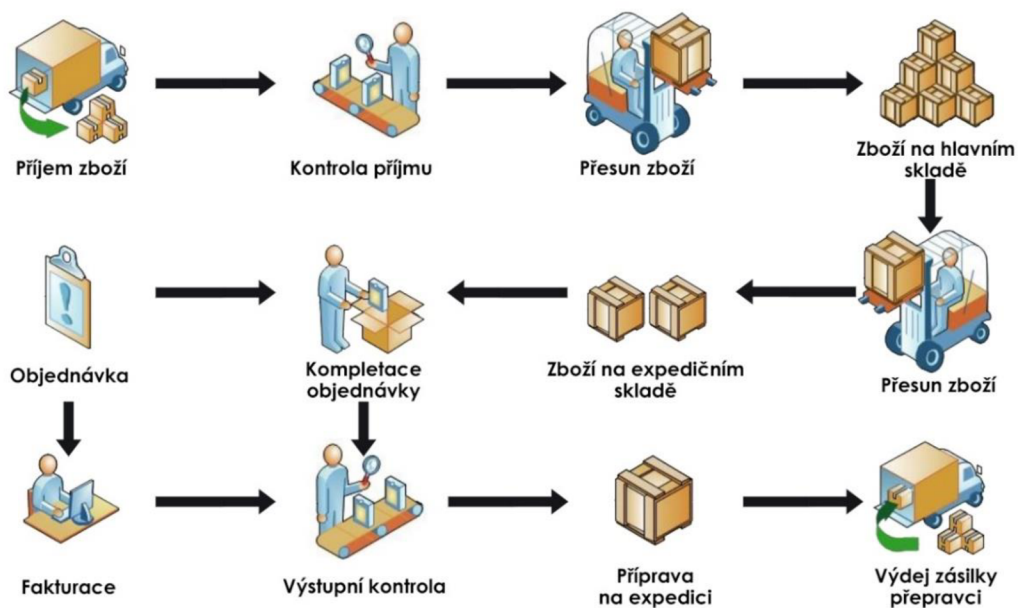 Příjem zboží
Kontrola příjmu
Přesun zboží
Zboží na hlavním
skladě
Objednávka
Kompletace
objednávky
Zboží na expedičním
skladě
Přesun zboží
Fakturace
Výstupní kontrola
Příprava
na expedici
Výdej zásilky
přepravci